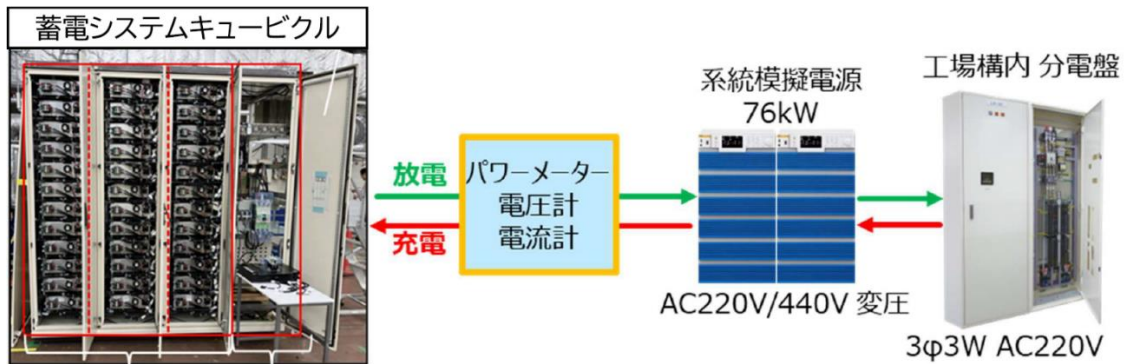 蓄電システムキュービクル
放電
充電
パワーメーター
電圧計
電流計
系統模擬電源
76kW
AC220V/440V 変圧
工場構内 分電盤
3φ3W AC220V